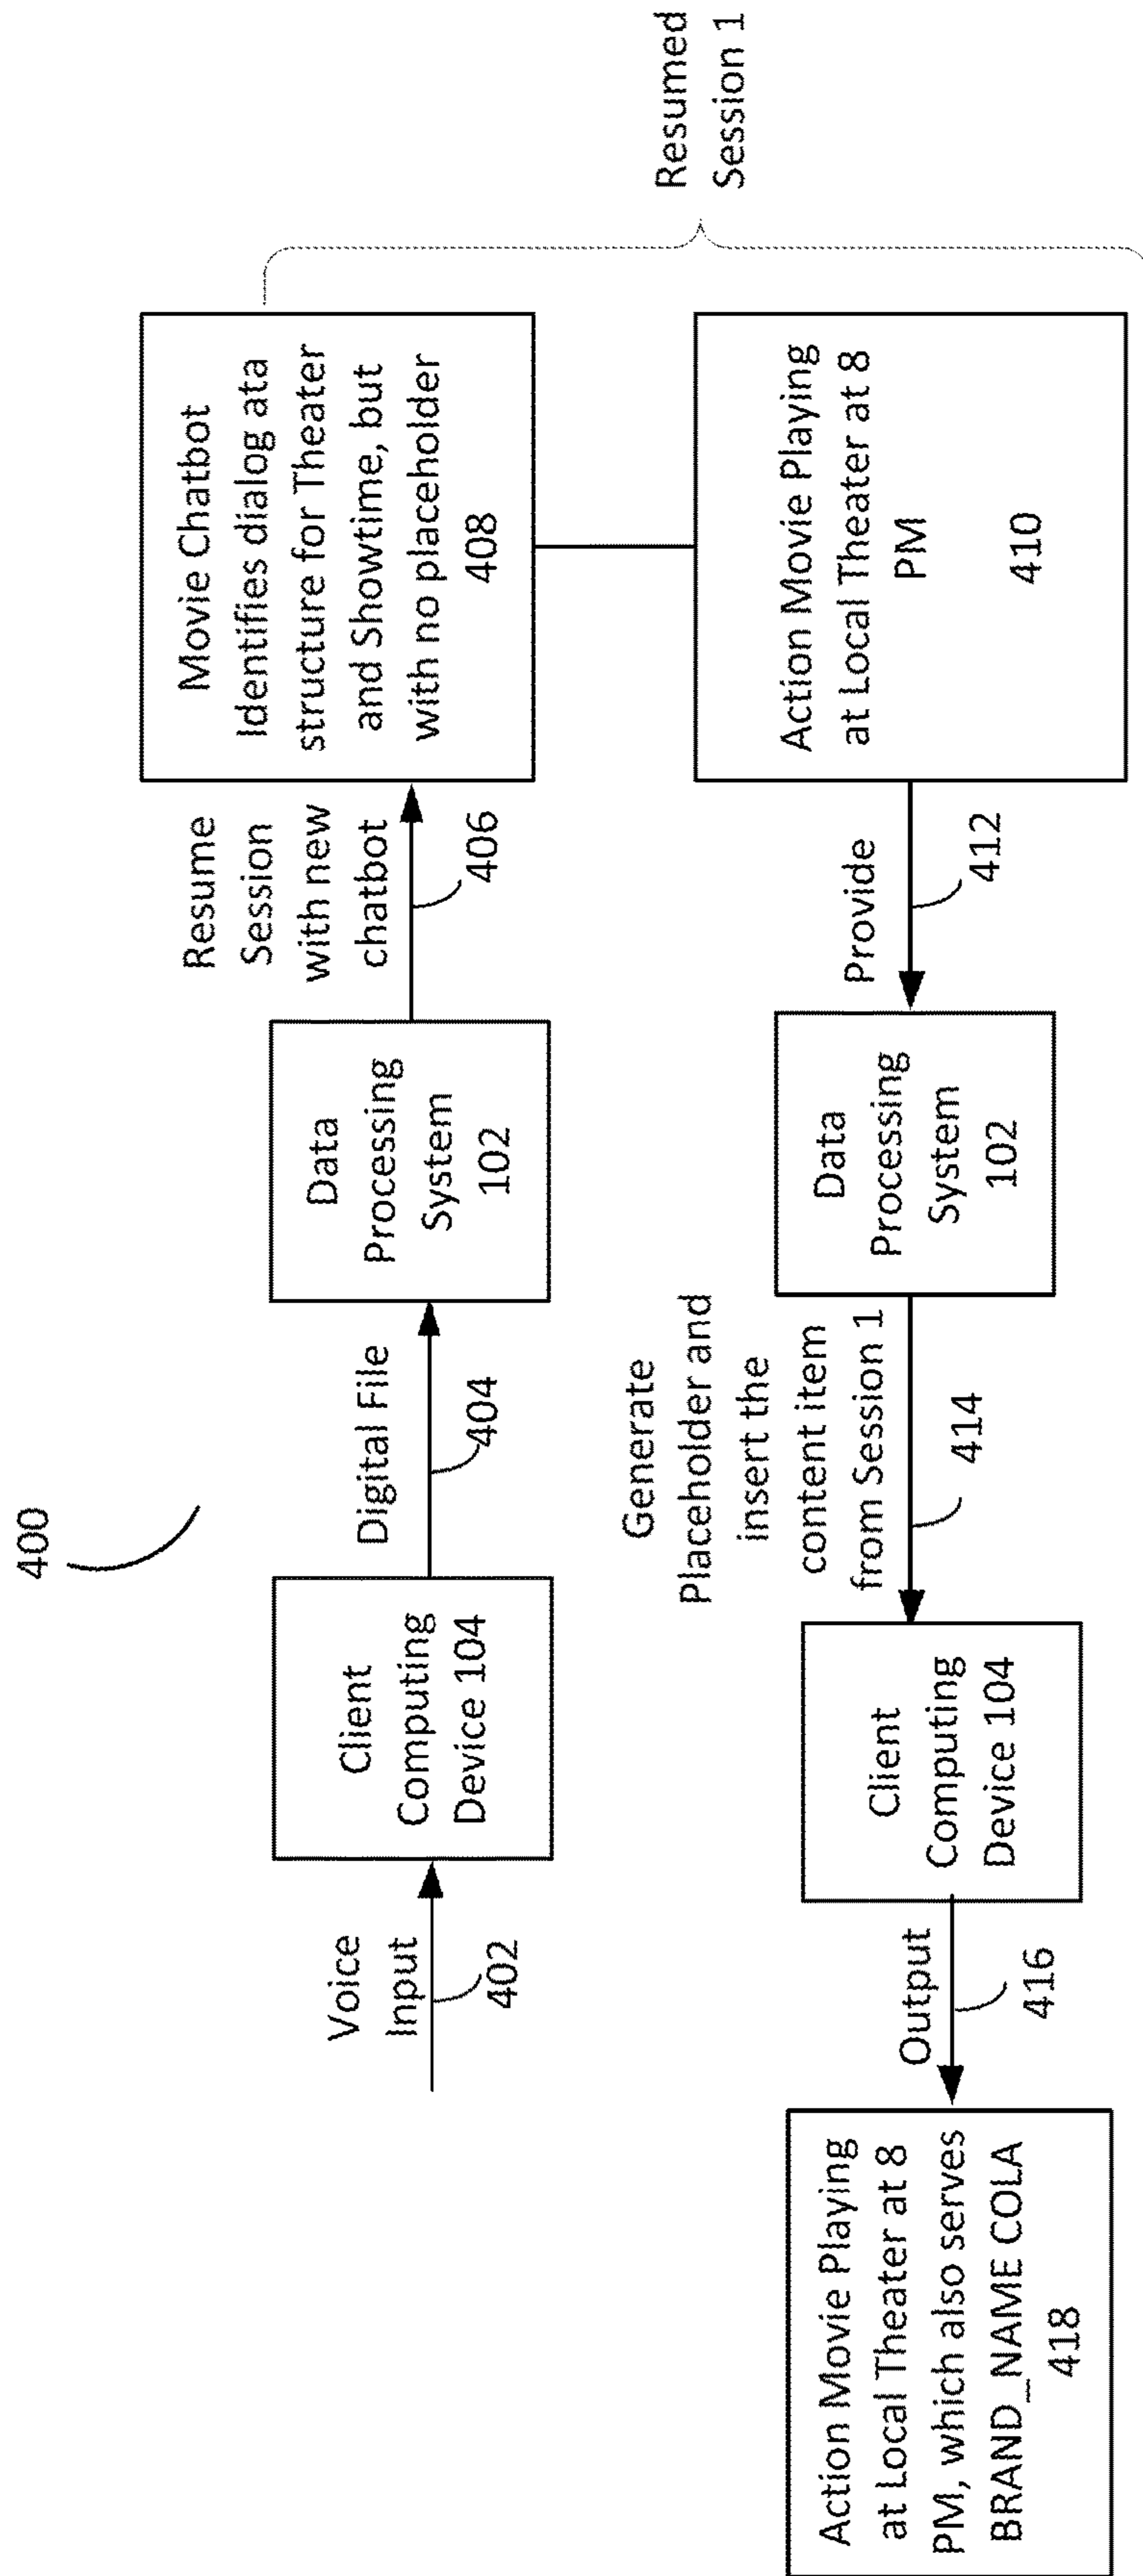 400
Voice
Input
402
Client
Computing
Device 104
Digital File
404
Data
Processing
System
102
Resume
Session
with new
chatbot
406
Movie Chatbot
Identifies dialog ata
structure for Theater
and Showtime, but
with no placeholder
408
Resumed
Session 1
Action Movie Playing
at Local Theater at 8
PM
410
Provide
412
Data
Processing
System
102
Generate
Placeholder and
insert the
content item
from Session 1
414
Client
Computing
Device 104
Output
416
Action Movie Playing
at Local Theater at 8
PM, which also serves
BRAND_NAME COLA
418